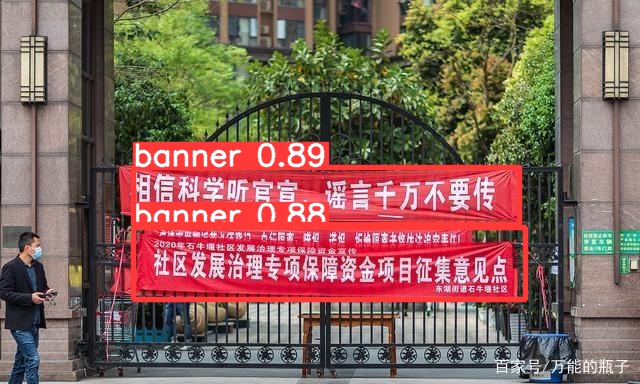 banner 0.89
相信科学听官宣 谣言千万不要传
banner 0.88
2020年石牛堰社区发展治理专项保障资金宣传
社区发展治理专项保障资金项目征集意见点
东湖街道石牛堰社区
外菜车辆
百家号/万能的瓶子